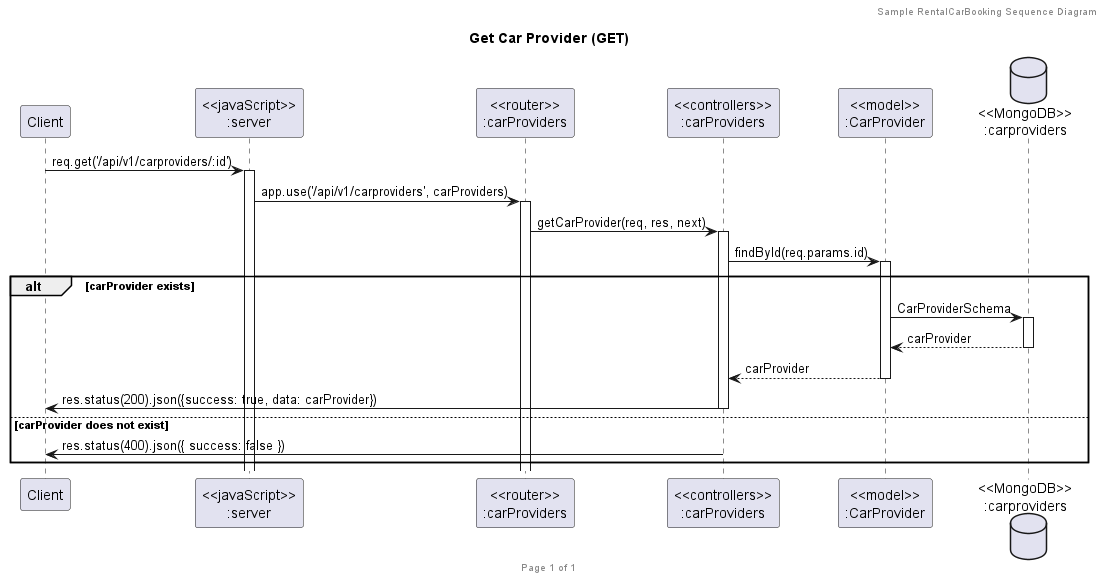 Sample RentalCarBooking Sequence Diagram
Get Car Provider (GET)
Client
<<javaScript>>
:server
<<router>>
:carProviders
<<controllers>>
:carProviders
<<model>>
:CarProvider
<<MongoDB>>
:carproviders
req.get('/api/v1/carproviders/:id')
app.use('/api/v1/carproviders', carProviders)
getCarProvider(req, res, next)
findById(req.params.id)
alt [carProvider exists]
CarProviderSchema
carProvider
carProvider
res.status(200).json({success: true, data: carProvider})
[carProvider does not exist]
res.status(400).json({ success: false })
Client
<<javaScript>>
:server
<<router>>
:carProviders
<<controllers>>
:carProviders
<<model>>
:CarProvider
<<MongoDB>>
:carproviders
Page 1 of 1